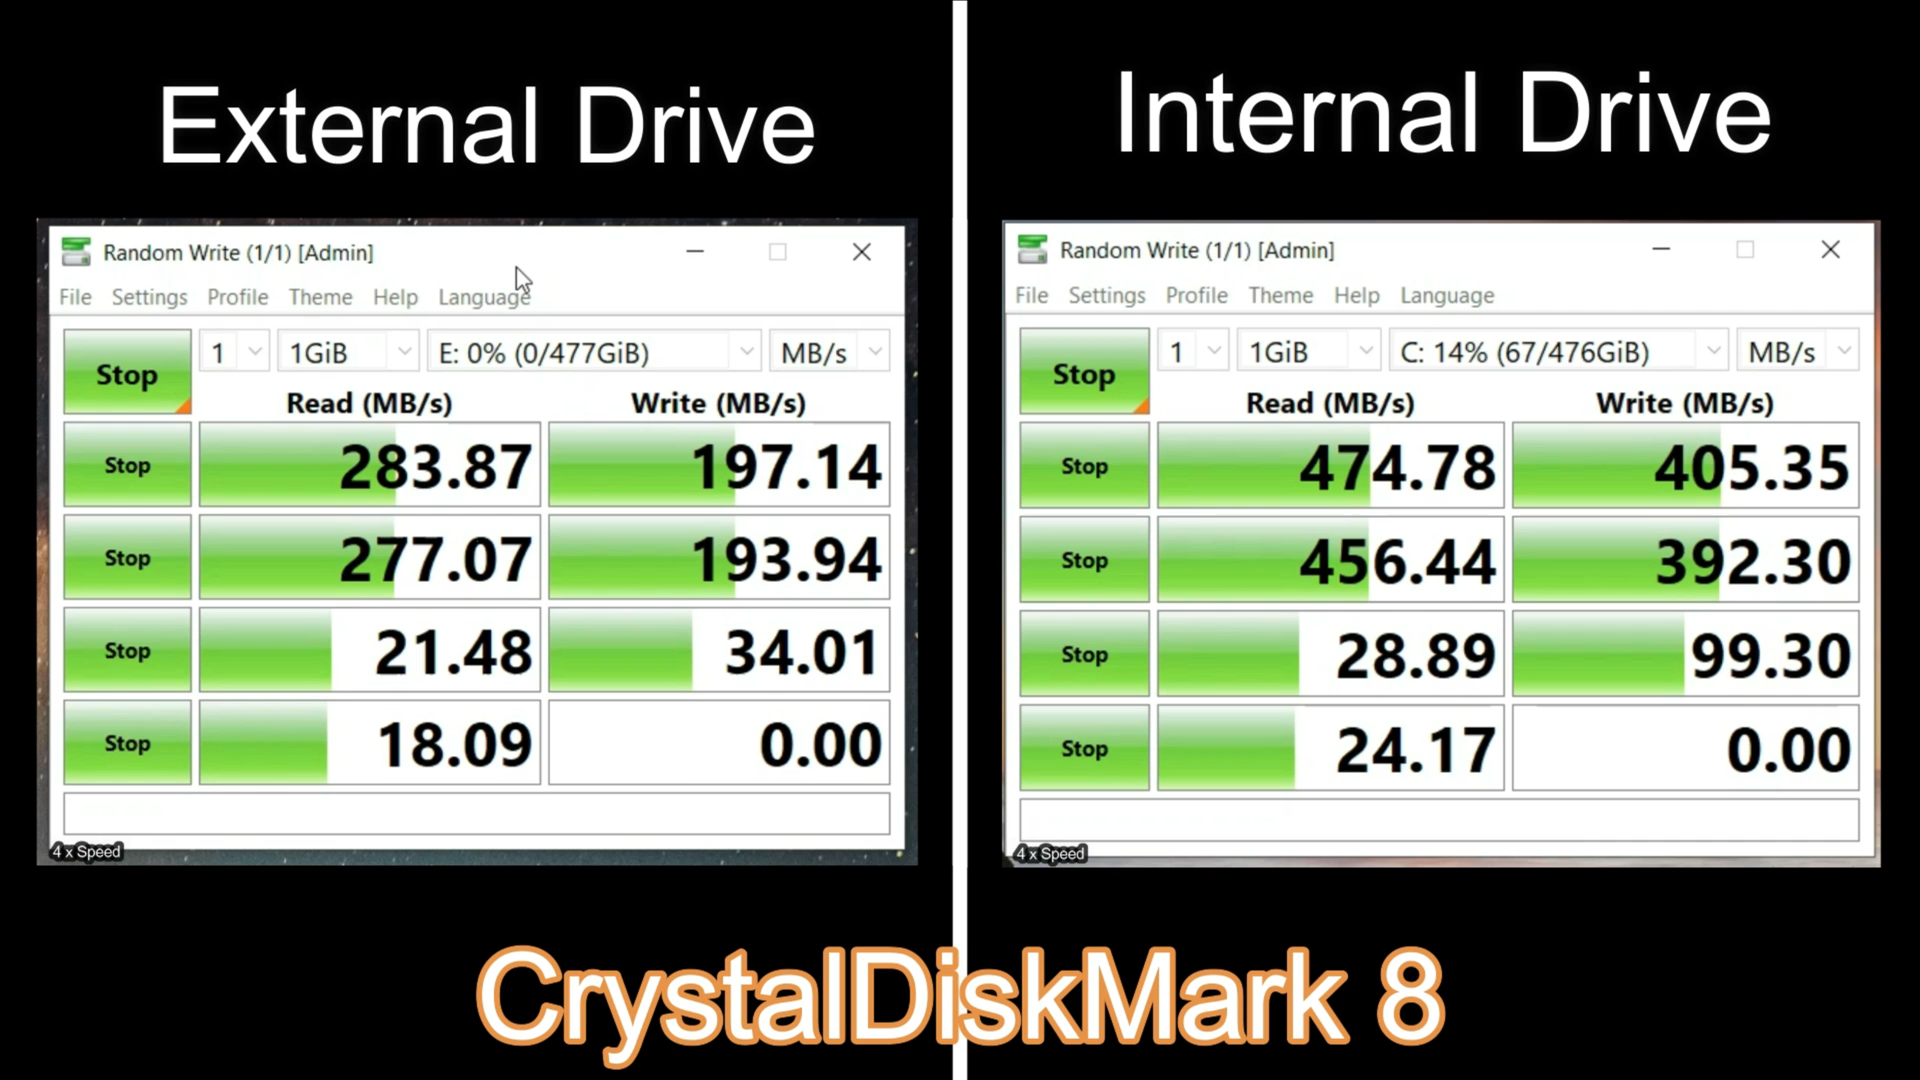 External Drive
Random Write (1/1) [Admin]
File Settings Profile Theme Help Language
Stop 1 1GiB E: 0% (0/477GiB) MB/s
Read (MB/s) Write (MB/s)
Stop 283.87 197.14
Stop 277.07 193.94
Stop 21.48 34.01
Stop 18.09 0.00
4 x Speed
Internal Drive
Random Write (1/1) [Admin]
File Settings Profile Theme Help Language
Stop 1 1GiB C: 14% (67/476GiB) MB/s
Read (MB/s) Write (MB/s)
Stop 474.78 405.35
Stop 456.44 392.30
Stop 28.89 99.30
Stop 24.17 0.00
4 x Speed
CrystalDiskMark 8